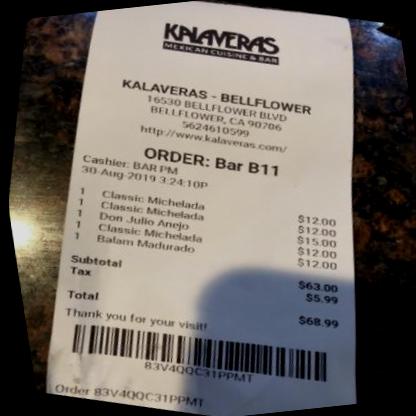 KALAVERAS
MEXICAN CUISINE & BAR
KALAVERAS - BELLFLOWER
16530 BELLFLOWER BLVD
BELLFLOWER, CA 90706
5624610599
http://www.kalaveras.com/
ORDER: Bar B11
Cashier: BAR PM
30-Aug-2019 3:24:10P
1 Classic Michelada $12.00
1 Classic Michelada $12.00
1 Don Julio Anejo $15.00
1 Classic Michelada $12.00
1 Balam Madurado $12.00
Subtotal $63.00
Tax $5.99
Total $68.99
Thank you for your visit!
83V4QQC31PPMT
Order 83V4QQC31PPMT